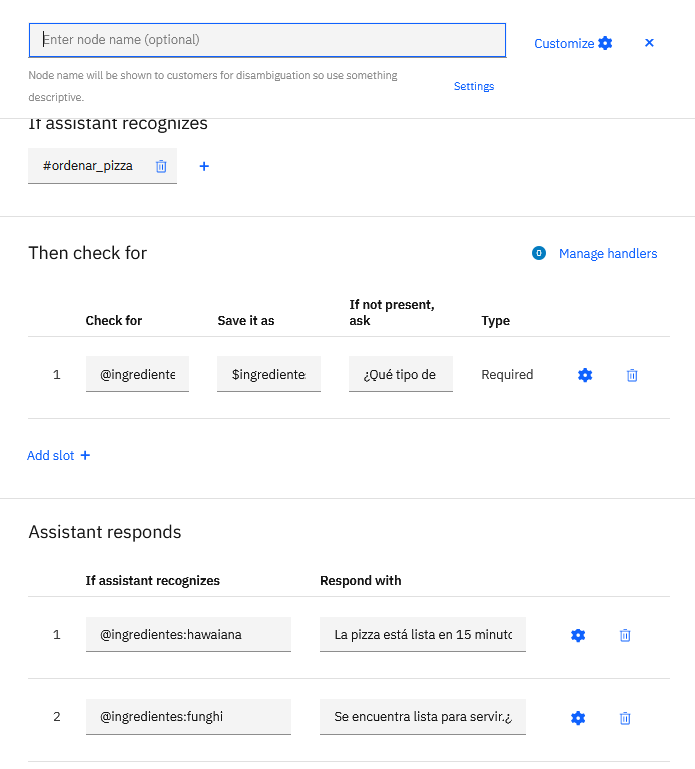 Enter node name (optional)
Customize
Node name will be shown to customers for disambiguation so use something
descriptive.
Settings
If assistant recognizes
#ordenar_pizza
Then check for
0 Manage handlers
Check for Save it as If not present, ask Type
1 @ingrediente $ingrediente ¿Qué tipo de Required
Add slot +
Assistant responds
If assistant recognizes Respond with
1 @ingredientes:hawaiana La pizza está lista en 15 minuto
2 @ingredientes:funghi Se encuentra lista para servir.¿